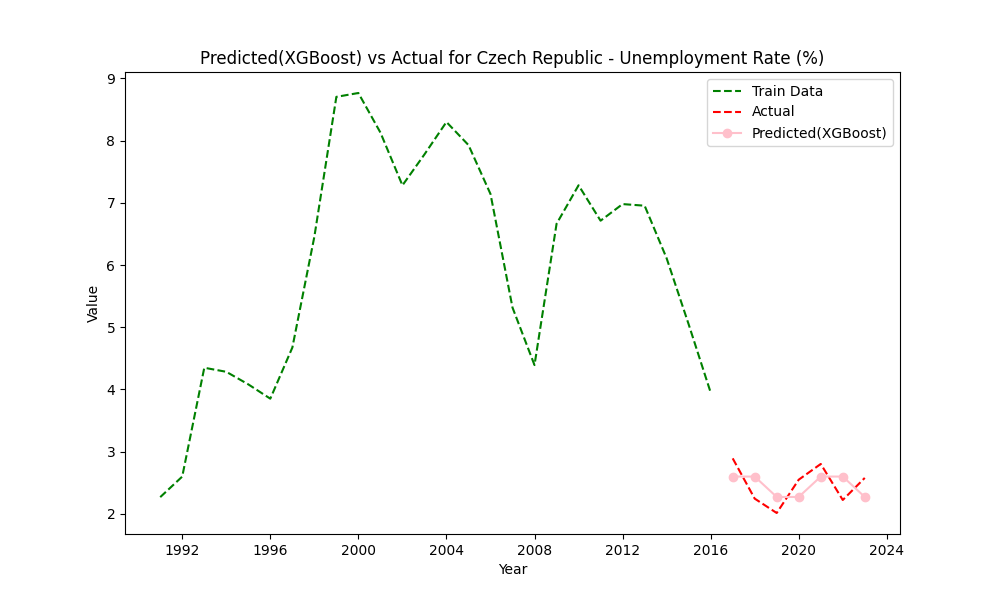 Predicted(XGBoost) vs Actual for Czech Republic - Unemployment Rate (%)
Train Data
Actual
Predicted(XGBoost)
Value
9
8
7
6
5
4
3
2
1992 1996 2000 2004 2008 2012 2016 2020 2024
Year